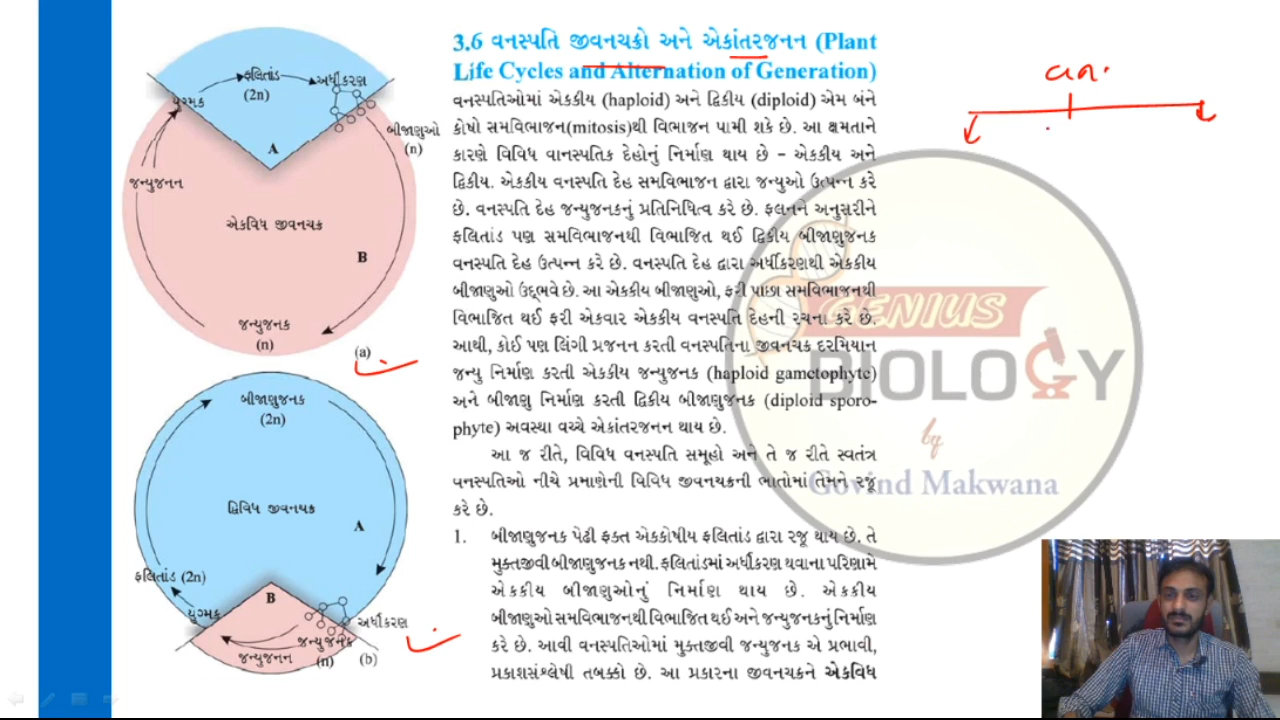 ફલિતાંડ
(2n)
અર્ધીકરણ
યુગ્મક
બીજાણુઓ
(n)
A
જન્યુજનન
એકવિધ જીવનચક્ર
B
જન્યુજનક
(n)
(a)
બીજાણુજનક
(2n)
દ્વિવિધ જીવનચક્ર
A
ફલિતાંડ (2n)
B
યુગ્મક
અર્ધીકરણ
જન્યુજનક
(n)
જન્યુજનન
(b)
3.6 વનસ્પતિ જીવનચક્રો અને એકાંતરજનન (Plant
Life Cycles and Alternation of Generation)
વનસ્પતિઓમાં એકકીય (haploid) અને દ્વિકીય (diploid) એમ બંને
કોષો સમવિભાજન(mitosis)થી વિભાજન પામી શકે છે. આ ક્ષમતાને
કારણે વિવિધ વાનસ્પતિક દેહોનું નિર્માણ થાય છે - એકકીય અને
દ્વિકીય. એકકીય વનસ્પતિ દેહ સમવિભાજન દ્વારા જન્યુઓ ઉત્પન્ન કરે
છે. વનસ્પતિ દેહ જન્યુજનકનું પ્રતિનિધિત્વ કરે છે. ફલનને અનુસરીને
ફલિતાંડ પણ સમવિભાજનથી વિભાજિત થઈ દ્વિકીય બીજાણુજનક
વનસ્પતિ દેહ ઉત્પન્ન કરે છે. વનસ્પતિ દેહ દ્વારા અર્ધીકરણથી એકકીય
બીજાણુઓ ઉદ્ભવે છે. આ એકકીય બીજાણુઓ, ફરી પાછા સમવિભાજનથી
વિભાજિત થઈ ફરી એકવાર એકકીય વનસ્પતિ દેહની રચના કરે છે.
આથી, કોઈ પણ લિંગી પ્રજનન કરતી વનસ્પતિના જીવનચક્ર દરમિયાન
જન્યુ નિર્માણ કરતી એકકીય જન્યુજનક (haploid gametophyte)
અને બીજાણુ નિર્માણ કરતી દ્વિકીય બીજાણુજનક (diploid sporo-
phyte) અવસ્થા વચ્ચે એકાંતરજનન થાય છે.
આ જ રીતે, વિવિધ વનસ્પતિ સમૂહો અને તે જ રીતે સ્વતંત્ર
વનસ્પતિઓ નીચે પ્રમાણેની વિવિધ જીવનચક્રની ભાતોમાં તેમને રજૂ
કરે છે.
1. બીજાણુજનક પેઢી ફક્ત એકકોષીય ફલિતાંડ દ્વારા રજૂ થાય છે. તે
મુક્તજીવી બીજાણુજનક નથી. ફલિતાંડમાં અર્ધીકરણ થવાના પરિણામે
એકકીય બીજાણુઓનું નિર્માણ થાય છે. એકકીય
બીજાણુઓ સમવિભાજનથી વિભાજિત થઈ અને જન્યુજનકનું નિર્માણ
કરે છે. આવી વનસ્પતિઓમાં મુક્તજીવી જન્યુજનક એ પ્રભાવી,
પ્રકાશસંશ્લેષી તબક્કો છે. આ પ્રકારના જીવનચક્રને એકવિધ
GENIUS
BIOLOGY
by
Govind Makwana